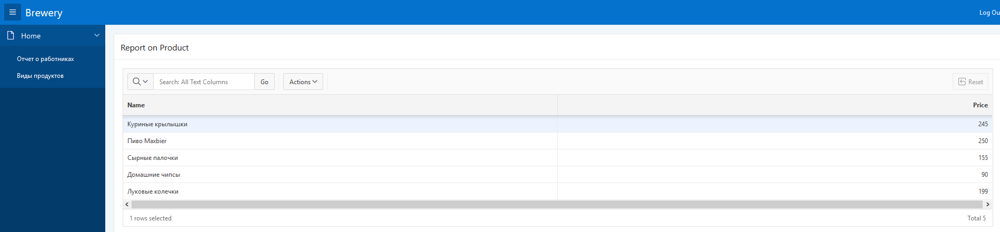 Brewery
Log Ou
Home
Отчет о работниках
Виды продуктов
Report on Product
Search: All Text Columns
Go
Actions
Reset
Name Price
Куриные крылышки 245
Пиво Maxbier 250
Сырные палочки 155
Домашние чипсы 90
Луковые колечки 199
1 rows selected
Total 5